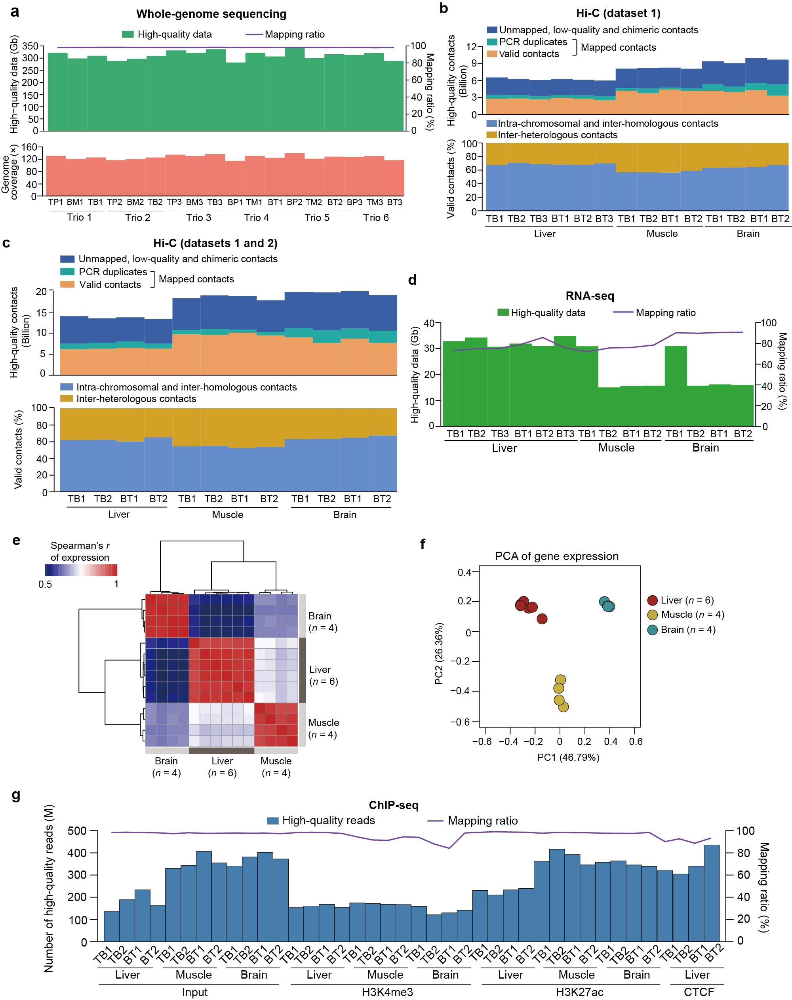 a
Whole-genome sequencing
High-quality data
Mapping ratio
High-quality data (Gb)
350
300
250
200
150
100
50
0
100
80
60
40
20
0
Mapping ratio (%)
Genome
coverage (×)
160
120
80
40
0
TP1 BM1 TB1 TP2 BM2 TB2 TP3 BM3 TB3 BP1 TM1 BT1 BP2 TM2 BT2 BP3 TM3 BT3
Trio 1 Trio 2 Trio 3 Trio 4 Trio 5 Trio 6
b
Hi-C (dataset 1)
Unmapped, low-quality and chimeric contacts
PCR duplicates
Valid contacts
Mapped contacts
High-quality contacts
(Billion)
12
9
6
3
0
Intra-chromosomal and inter-homologous contacts
Inter-heterologous contacts
Valid contacts (%)
100
80
60
40
20
0
TB1 TB2 TB3 BT1 BT2 BT3 TB1 TB2 BT1 BT2 TB1 TB2 BT1 BT2
Liver Muscle Brain
c
Hi-C (datasets 1 and 2)
Unmapped, low-quality and chimeric contacts
PCR duplicates
Valid contacts
Mapped contacts
High-quality contacts
(Billion)
20
15
10
5
0
Intra-chromosomal and inter-homologous contacts
Inter-heterologous contacts
Valid contacts (%)
100
80
60
40
20
0
TB1 TB2 BT1 BT2 TB1 TB2 BT1 BT2 TB1 TB2 BT1 BT2
Liver Muscle Brain
d
RNA-seq
High-quality data
Mapping ratio
High-quality data (Gb)
40
30
20
10
0
100
80
60
40
20
0
Mapping ratio (%)
TB1 TB2 TB3 BT1 BT2 BT3 TB1 TB2 BT1 BT2 TB1 TB2 BT1 BT2
Liver Muscle Brain
e
Spearman's r
of expression
0.5 1
Brain
(n = 4)
Liver
(n = 6)
Muscle
(n = 4)
Brain Liver Muscle
(n = 4) (n = 6) (n = 4)
f
PCA of gene expression
PC2 (26.36%)
0.4
0.2
0
−0.2
−0.4
−0.6
−0.6 −0.4 −0.2 0 0.2 0.4 0.6
PC1 (46.79%)
Liver (n = 6)
Muscle (n = 4)
Brain (n = 4)
g
ChIP-seq
High-quality reads
Mapping ratio
Number of high-quality reads (M)
500
400
300
200
100
0
100
80
60
40
20
0
Mapping ratio (%)
TB1 TB2 BT1 BT2 TB1 TB2 BT1 BT2 TB1 TB2 BT1 BT2 TB1 TB2 BT1 BT2 TB1 TB2 BT1 BT2 TB1 TB2 BT1 BT2 TB1 TB2 BT1 BT2 TB1 TB2 BT1 BT2 TB1 TB2 BT1 BT2 TB1 TB2 BT1 BT2
Liver Muscle Brain Liver Muscle Brain Liver Muscle Brain Liver
Input H3K4me3 H3K27ac CTCF